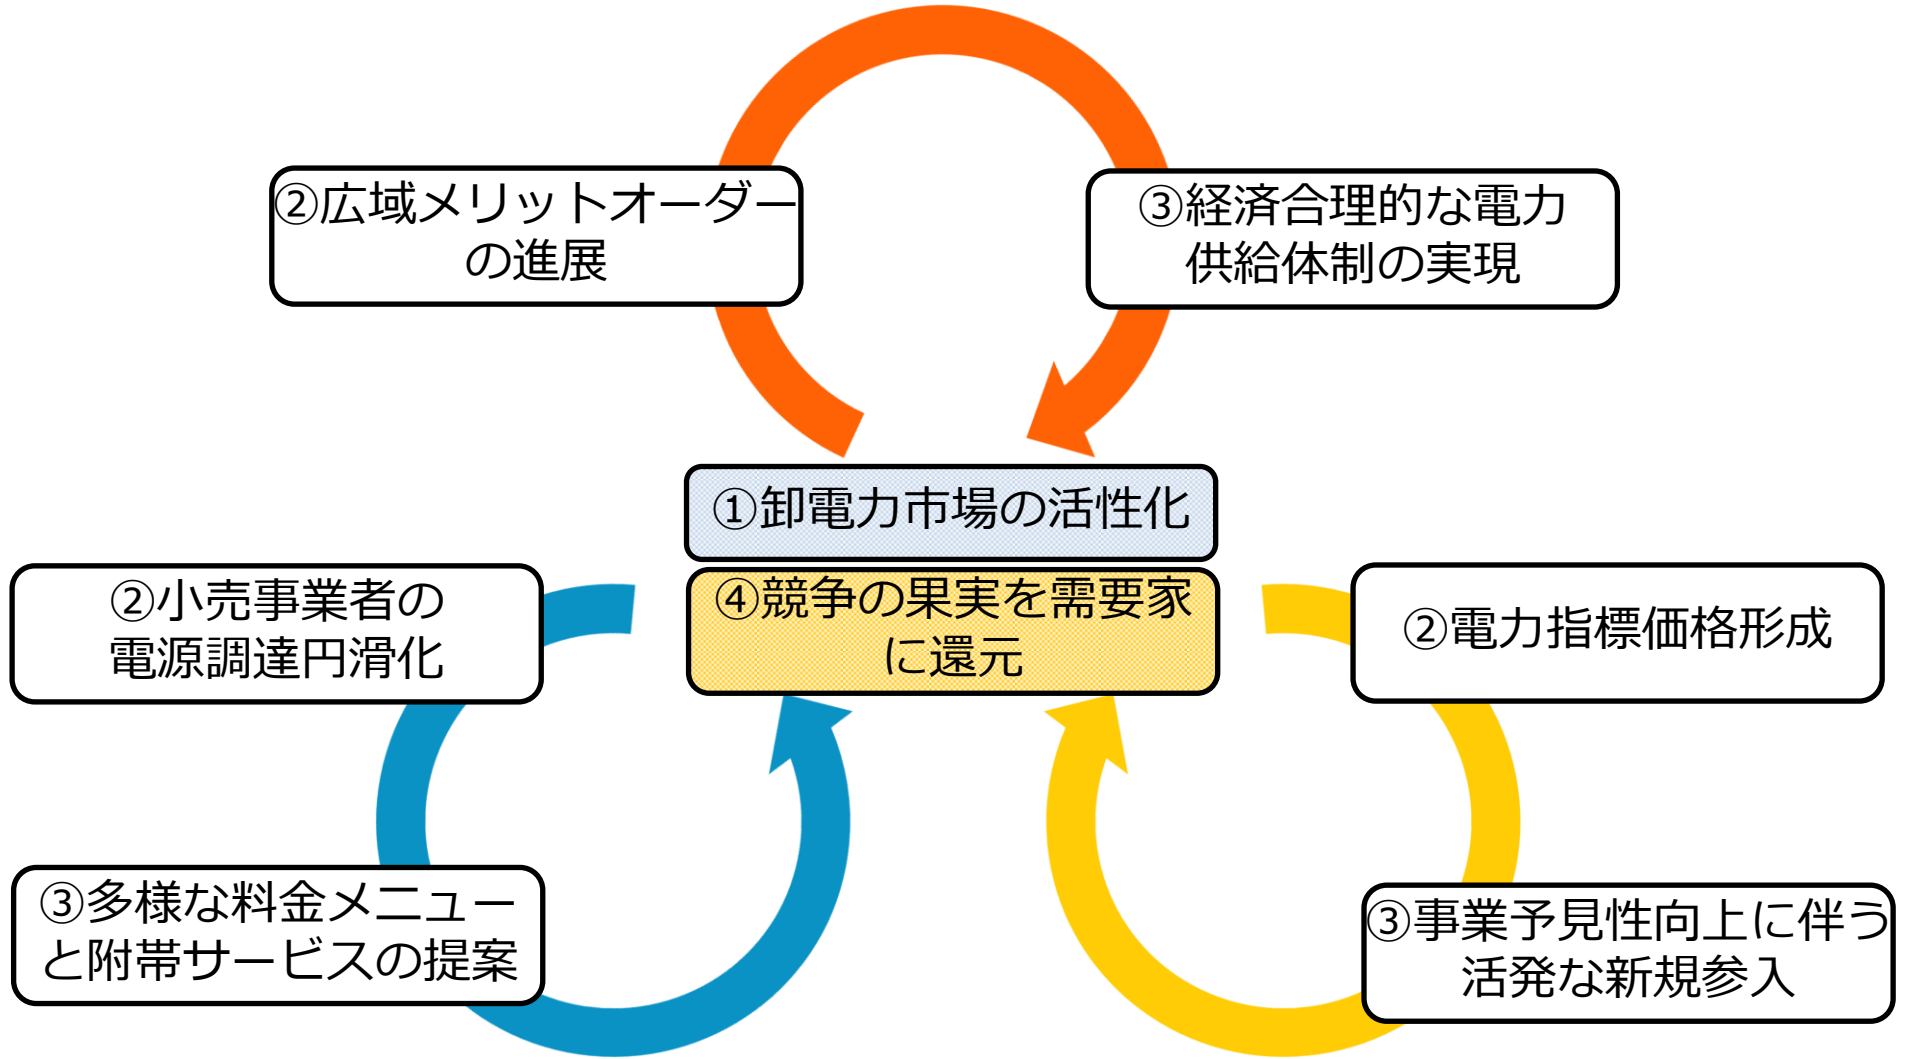 ②広域メリットオーダー
の進展
③経済合理的な電力
供給体制の実現
①卸電力市場の活性化
④競争の果実を需要家
に還元
②小売事業者の
電源調達円滑化
②電力指標価格形成
③多様な料金メニュー
と附帯サービスの提案
③事業予見性向上に伴う
活発な新規参入